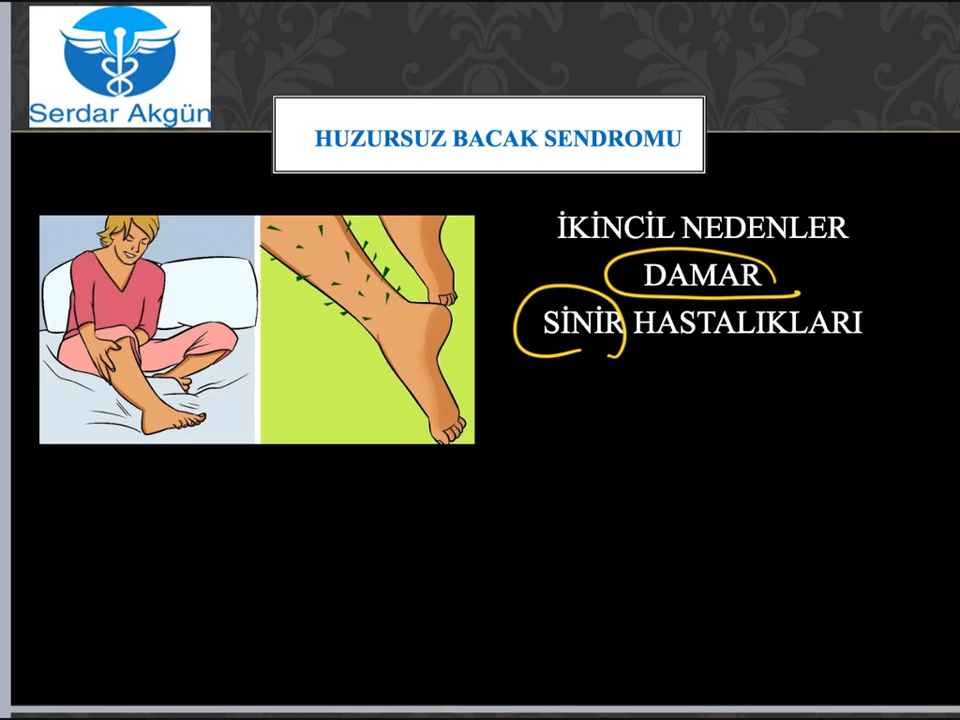 Serdar Akgün
HUZURSUZ BACAK SENDROMU
İKİNCİL NEDENLER
DAMAR
SİNİR HASTALIKLARI